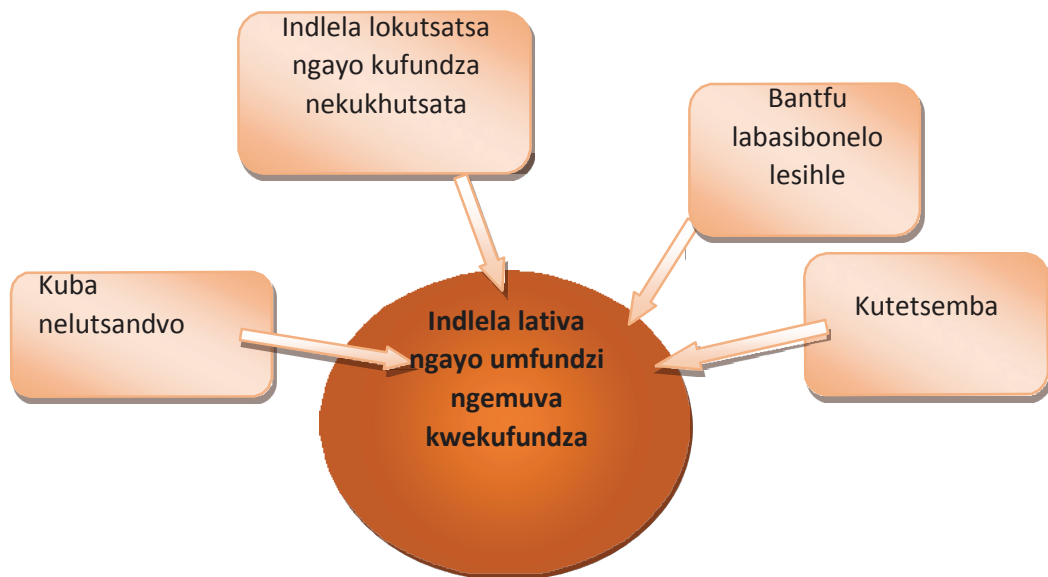 Indlela lokutsatsa
ngayo kufundza
nekukhutsata
Bantfu
labasibonelo
lesihle
Kuba
nelutsandvo
Indlela lativa
ngayo umfundzi
ngemuva
kwekufundza
Kutetsemba